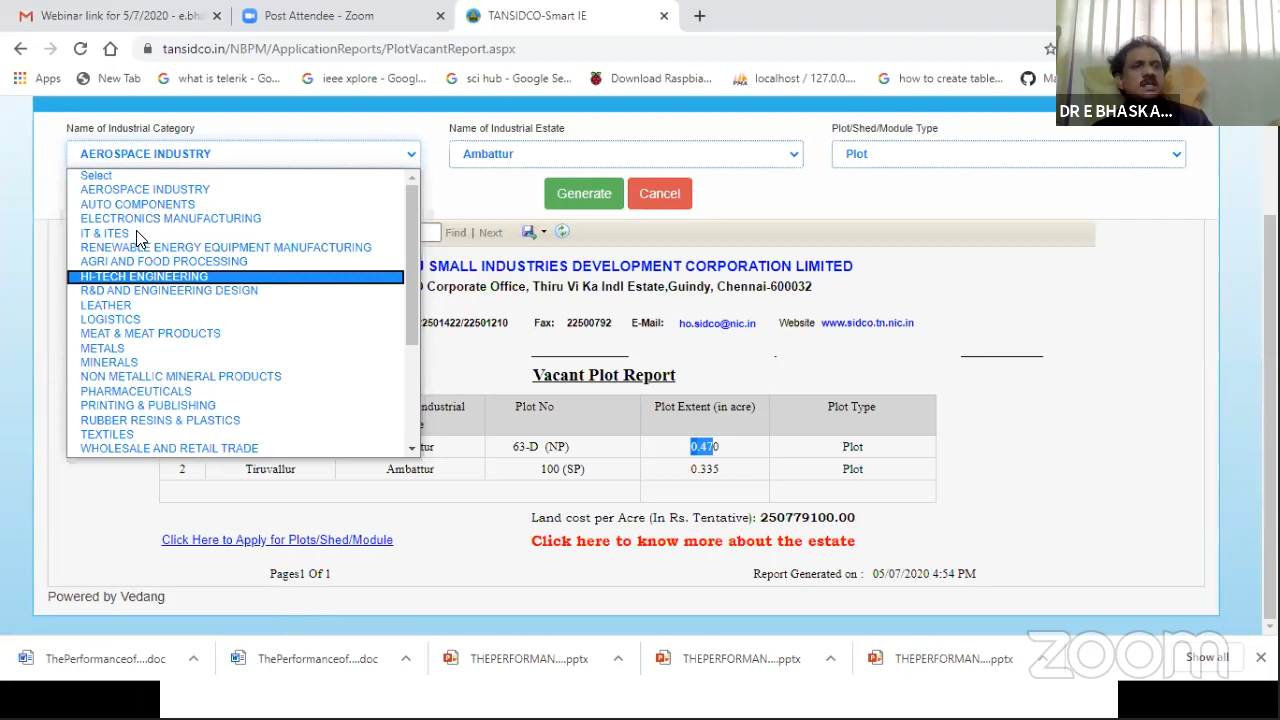 Webinar link for 5/7/2020 - e.bha
Post Attendee - Zoom
TANSIDCO-Smart IE
tansidco.in/NBPM/ApplicationReports/PlotVacantReport.aspx
Apps
New Tab
what is telerik - Go...
ieee xplore - Googl...
sci hub - Google Se...
Download Raspbia...
localhost / 127.0.0....
how to create table...
DR E BHASK A...
Name of Industrial Category
Name of Industrial Estate
Plot/Shed/Module Type
AEROSPACE INDUSTRY
Ambattur
Plot
Select
AEROSPACE INDUSTRY
AUTO COMPONENTS
ELECTRONICS MANUFACTURING
IT & ITES
RENEWABLE ENERGY EQUIPMENT MANUFACTURING
AGRI AND FOOD PROCESSING
HI-TECH ENGINEERING
R&D AND ENGINEERING DESIGN
LEATHER
LOGISTICS
MEAT & MEAT PRODUCTS
METALS
MINERALS
NON METALLIC MINERAL PRODUCTS
PHARMACEUTICALS
PRINTING & PUBLISHING
RUBBER RESINS & PLASTICS
TEXTILES
WHOLESALE AND RETAIL TRADE
Generate
Cancel
Find | Next
SMALL INDUSTRIES DEVELOPMENT CORPORATION LIMITED
Corporate Office, Thiru Vi Ka Indl Estate,Guindy, Chennai-600032
22501422/22501210 Fax: 22500792 E-Mail: ho.sidco@nic.in Website www.sidco.tn.nic.in
Vacant Plot Report
Industrial Plot No Plot Extent (in acre) Plot Type
63-D (NP) 0.470 Plot
2 Tiruvallur Ambattur 100 (SP) 0.335 Plot
Land cost per Acre (In Rs. Tentative): 250779100.00
Click Here to Apply for Plots/Shed/Module
Click here to know more about the estate
Pages1 Of 1
Report Generated on : 05/07/2020 4:54 PM
Powered by Vedang
ThePerformanceof....doc
ThePerformanceof....doc
THEPERFORMAN....pptx
THEPERFORMAN....pptx
THEPERFORMAN....pptx
Show all
zoom